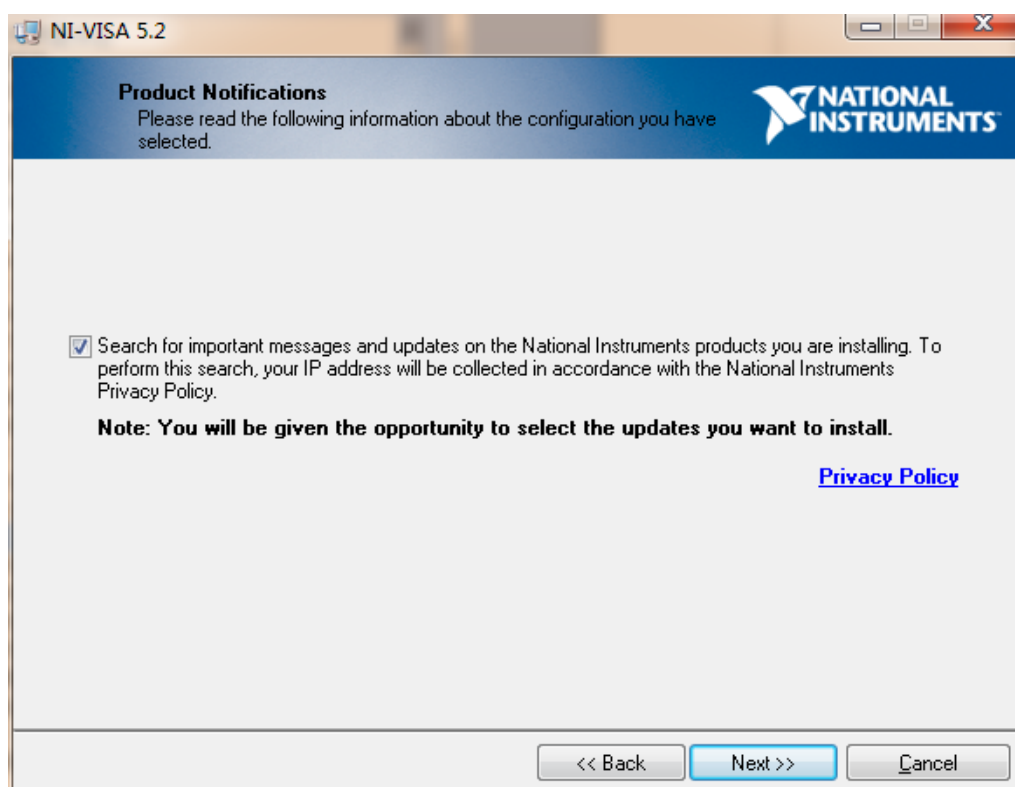 NI-VISA 5.2
Product Notifications
Please read the following information about the configuration you have
selected.
NATIONAL
INSTRUMENTS
Search for important messages and updates on the National Instruments products you are installing. To
perform this search, your IP address will be collected in accordance with the National Instruments
Privacy Policy.
Note: You will be given the opportunity to select the updates you want to install.
Privacy Policy
<< Back
Next >>
Cancel